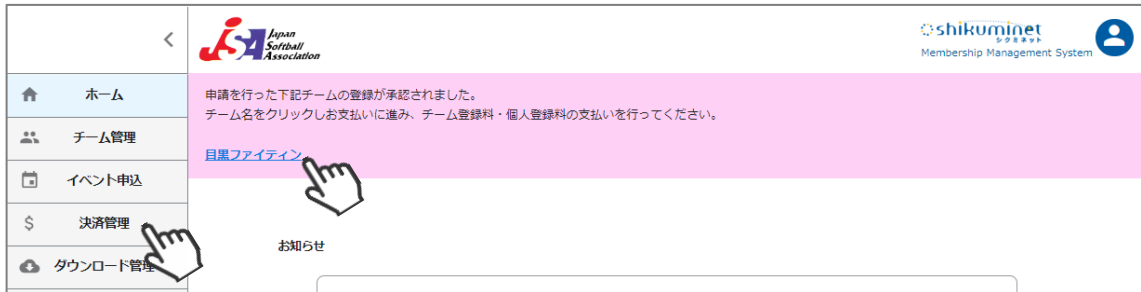 JSA Japan
Softball
Association
shikuminet
シクミネット
Membership Management System
ホーム
チーム管理
イベント申込
$ 決済管理
ダウンロード管理
申請を行った下記チームの登録が承認されました。
チーム名をクリックしお支払いに進み、チーム登録料・個人登録料の支払いを行ってください。
目黒ファイティン
お知らせ